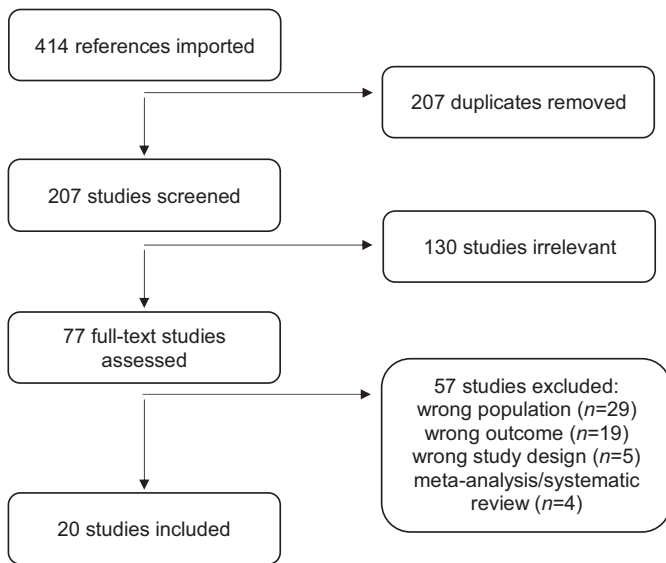 414 references imported
207 duplicates removed
207 studies screened
130 studies irrelevant
77 full-text studies
assessed
57 studies excluded:
wrong population (n=29)
wrong outcome (n=19)
wrong study design (n=5)
meta-analysis/systematic
review (n=4)
20 studies included